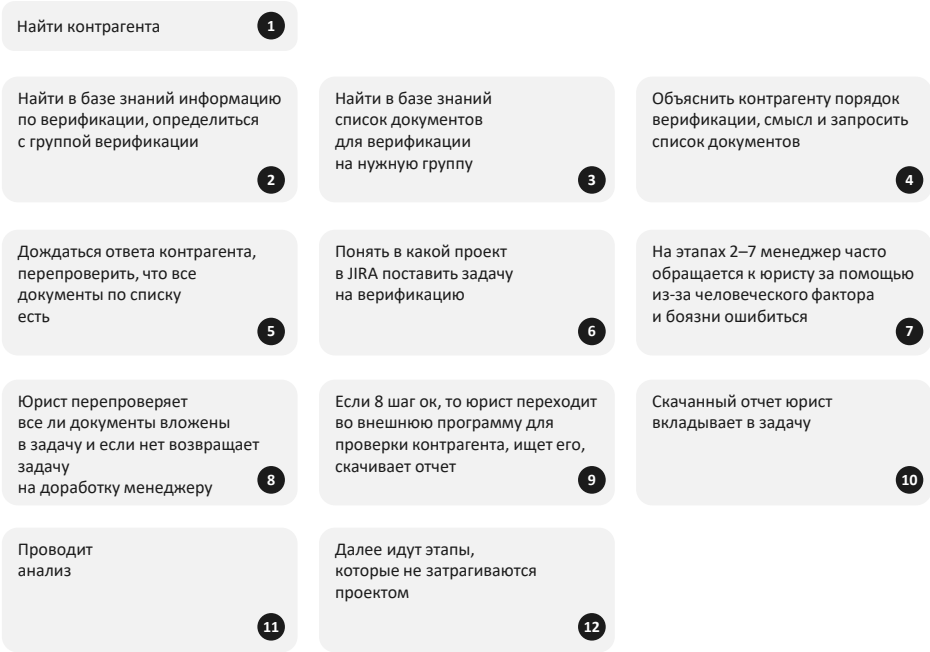 Найти контрагента
1
Найти в базе знаний информацию
по верификации, определиться
с группой верификации
2
Найти в базе знаний
список документов
для верификации
на нужную группу
3
Объяснить контрагенту порядок
верификации, смысл и запросить
список документов
4
Дождаться ответа контрагента,
перепроверить, что все
документы по списку
есть
5
Понять в какой проект
в JIRA поставить задачу
на верификацию
6
На этапах 2–7 менеджер часто
обращается к юристу за помощью
из-за человеческого фактора
и боязни ошибиться
7
Юрист перепроверяет
все ли документы вложены
в задачу и если нет возвращает
задачу
на доработку менеджеру
8
Если 8 шаг ок, то юрист переходит
во внешнюю программу для
проверки контрагента, ищет его,
скачивает отчет
9
Скачанный отчет юрист
вкладывает в задачу
10
Проводит
анализ
11
Далее идут этапы,
которые не затрагиваются
проектом
12